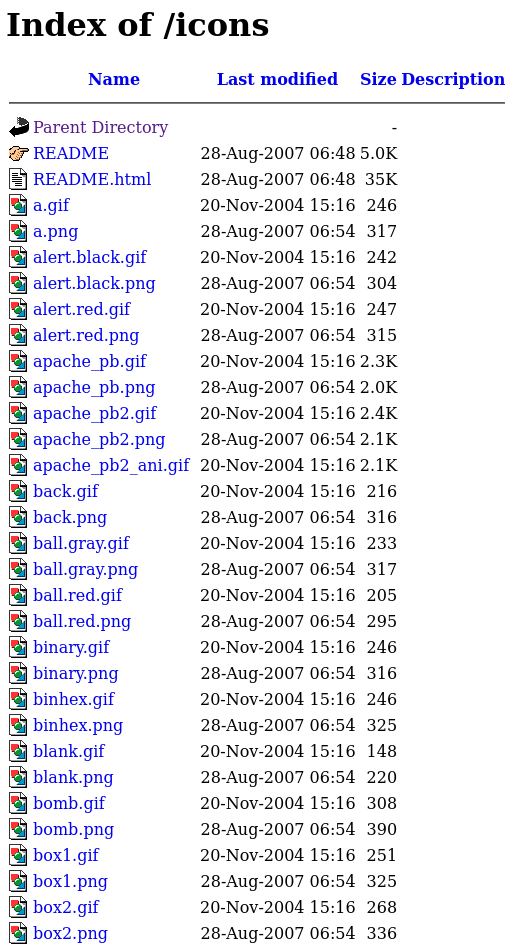 Index of /icons
Name Last modified Size Description
Parent Directory -
README 28-Aug-2007 06:48 5.0K
README.html 28-Aug-2007 06:48 35K
a.gif 20-Nov-2004 15:16 246
a.png 28-Aug-2007 06:54 317
alert.black.gif 20-Nov-2004 15:16 242
alert.black.png 28-Aug-2007 06:54 304
alert.red.gif 20-Nov-2004 15:16 247
alert.red.png 28-Aug-2007 06:54 315
apache_pb.gif 20-Nov-2004 15:16 2.3K
apache_pb.png 28-Aug-2007 06:54 2.0K
apache_pb2.gif 20-Nov-2004 15:16 2.4K
apache_pb2.png 28-Aug-2007 06:54 2.1K
apache_pb2_ani.gif 20-Nov-2004 15:16 2.1K
back.gif 20-Nov-2004 15:16 216
back.png 28-Aug-2007 06:54 316
ball.gray.gif 20-Nov-2004 15:16 233
ball.gray.png 28-Aug-2007 06:54 317
ball.red.gif 20-Nov-2004 15:16 205
ball.red.png 28-Aug-2007 06:54 295
binary.gif 20-Nov-2004 15:16 246
binary.png 28-Aug-2007 06:54 316
binhex.gif 20-Nov-2004 15:16 246
binhex.png 28-Aug-2007 06:54 325
blank.gif 20-Nov-2004 15:16 148
blank.png 28-Aug-2007 06:54 220
bomb.gif 20-Nov-2004 15:16 308
bomb.png 28-Aug-2007 06:54 390
box1.gif 20-Nov-2004 15:16 251
box1.png 28-Aug-2007 06:54 325
box2.gif 20-Nov-2004 15:16 268
box2.png 28-Aug-2007 06:54 336